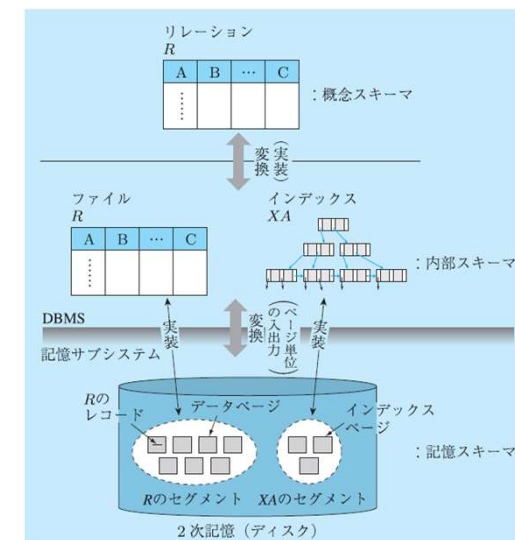 リレーション
R
A B … C
：概念スキーマ
変換（実装）
ファイル
R
A B … C
インデックス
XA
：内部スキーマ
DBMS
実装
変換（ページ単位の入出力）
実装
記憶サブシステム
Rの
レコード
データページ
インデックス
ページ
：記憶スキーマ
Rのセグメント
XAのセグメント
2次記憶（ディスク）